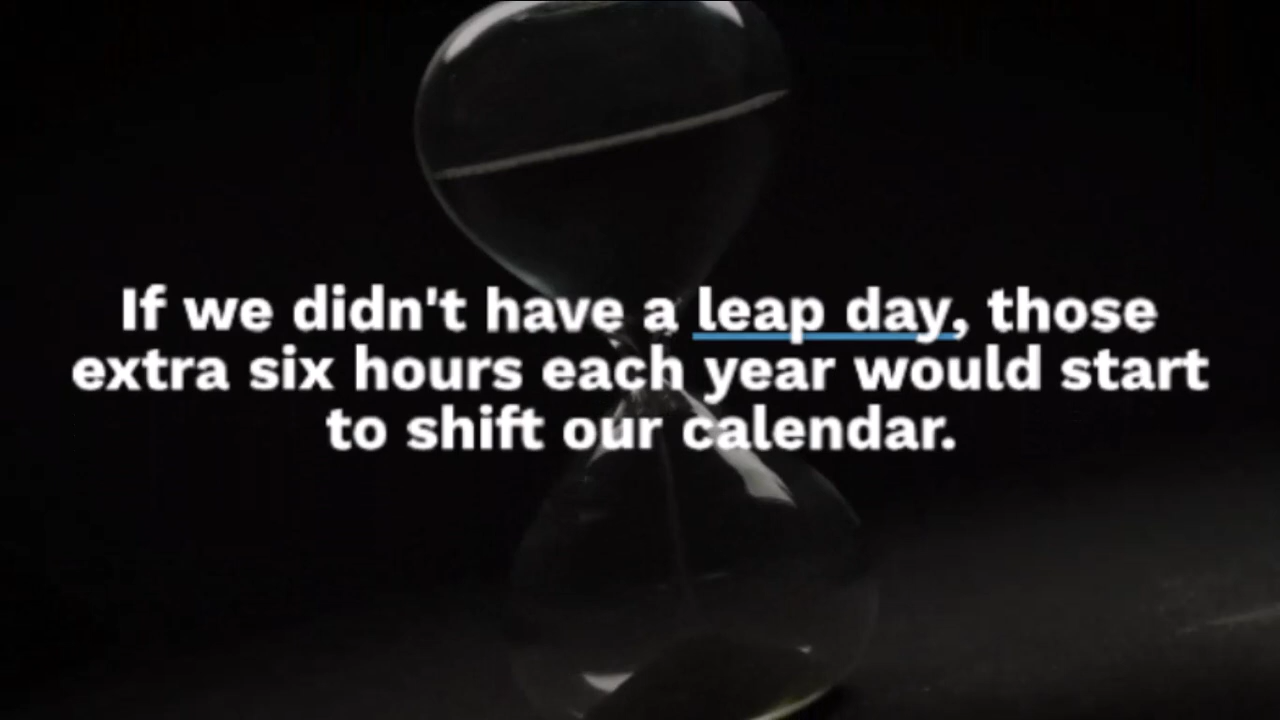 If we didn't have a leap day, those
extra six hours each year would start
to shift our calendar.